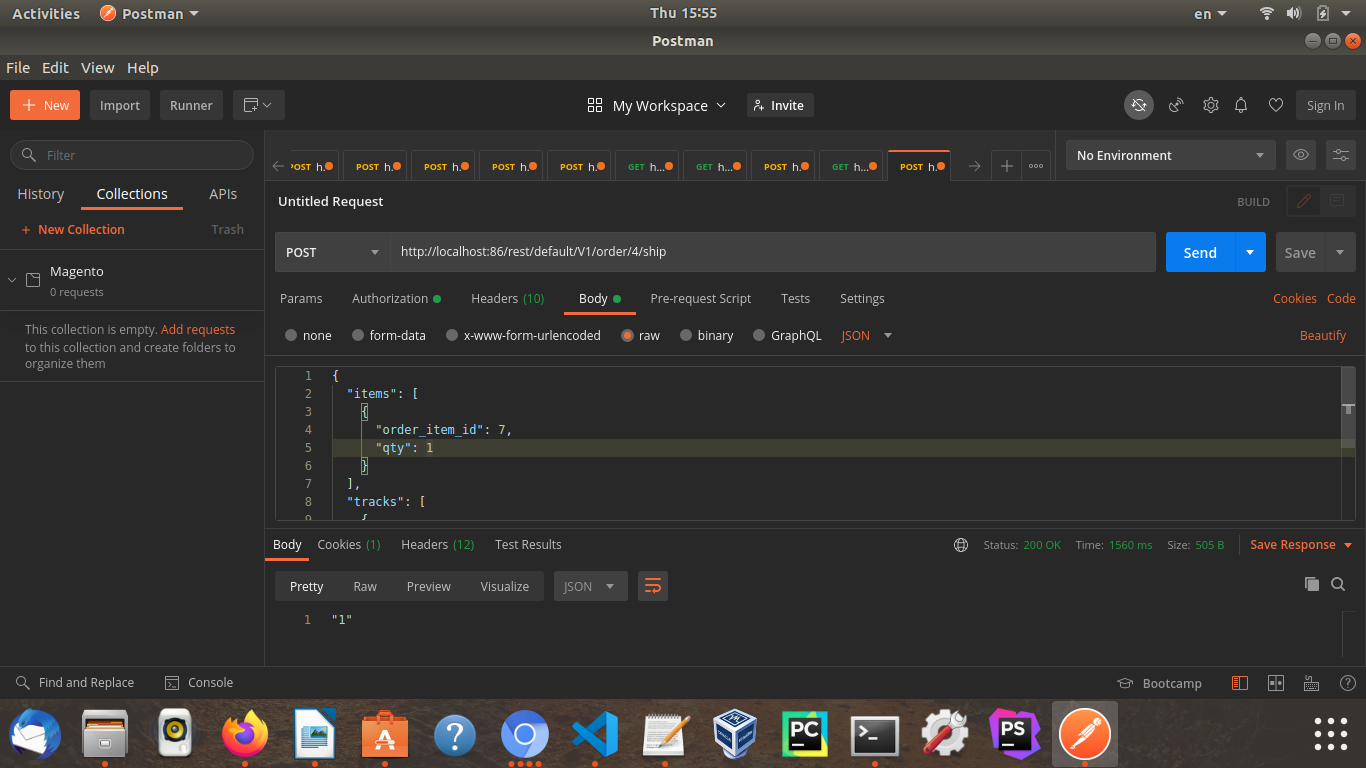 Activities Postman Thu 15:55 en
Postman
File Edit View Help
New Import Runner My Workspace Invite Sign In
Filter
POST h. POST h. POST h. POST h. POST h. GET h... GET h... POST h. GET h... POST h. No Environment
History Collections APIs
Untitled Request BUILD
+ New Collection Trash
POST http://localhost:86/rest/default/V1/order/4/ship Send Save
Magento
0 requests
Params Authorization Headers (10) Body Pre-request Script Tests Settings Cookies Code
This collection is empty. Add requests
to this collection and create folders to
organize them
none form-data x-www-form-urlencoded raw binary GraphQL JSON Beautify
1 {
2 "items": [
3 {
4 "order_item_id": 7,
5 "qty": 1
6 }
7 ],
8 "tracks": [
9 {
Body Cookies (1) Headers (12) Test Results Status: 200 OK Time: 1560 ms Size: 505 B Save Response
Pretty Raw Preview Visualize JSON
1 "1"
Find and Replace Console Bootcamp
PC PS